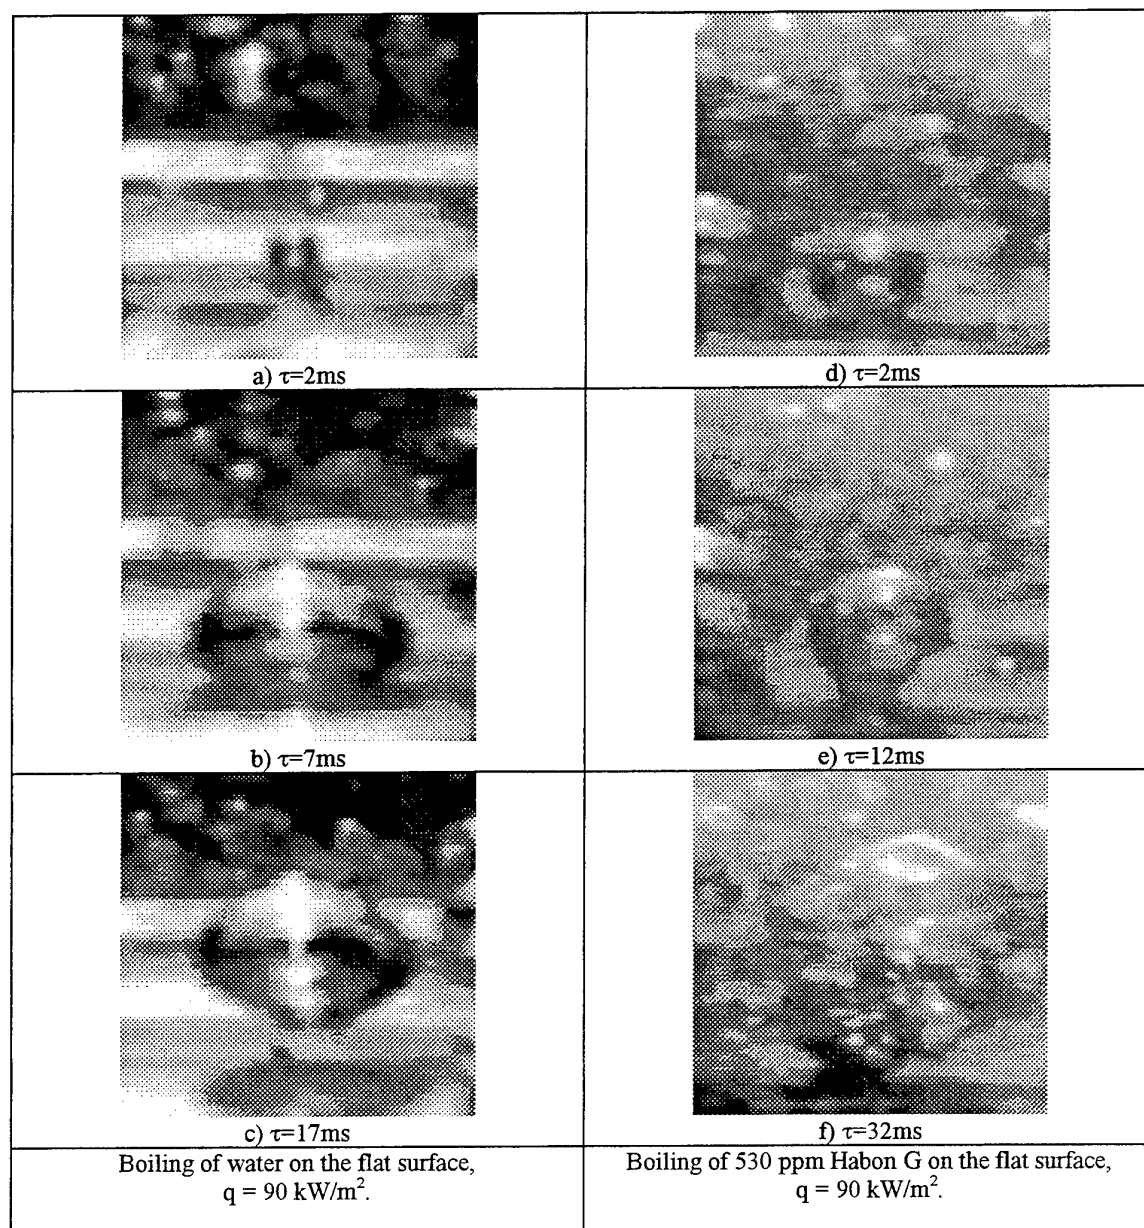 a) τ=2ms
d) τ=2ms
b) τ=7ms
e) τ=12ms
c) τ=17ms
f) τ=32ms
Boiling of water on the flat surface,
q = 90 kW/m².
Boiling of 530 ppm Habon G on the flat surface,
q = 90 kW/m².